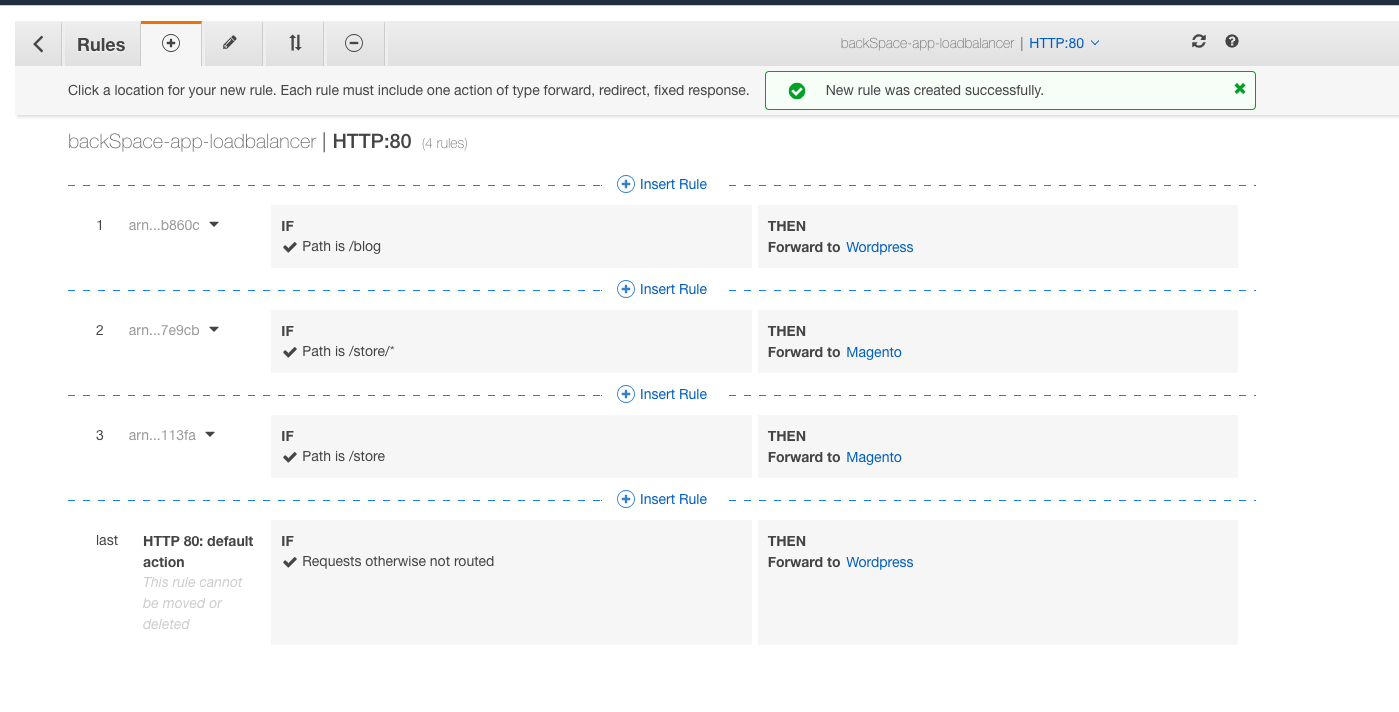 Rules
backSpace-app-loadbalancer | HTTP:80
Click a location for your new rule. Each rule must include one action of type forward, redirect, fixed response.
New rule was created successfully.
backSpace-app-loadbalancer | HTTP:80 (4 rules)
Insert Rule
1 arn...b860c
IF
Path is /blog
THEN
Forward to Wordpress
Insert Rule
2 arn...7e9cb
IF
Path is /store/*
THEN
Forward to Magento
Insert Rule
3 arn...113fa
IF
Path is /store
THEN
Forward to Magento
Insert Rule
last
HTTP 80: default
action
This rule cannot
be moved or
deleted
IF
Requests otherwise not routed
THEN
Forward to Wordpress